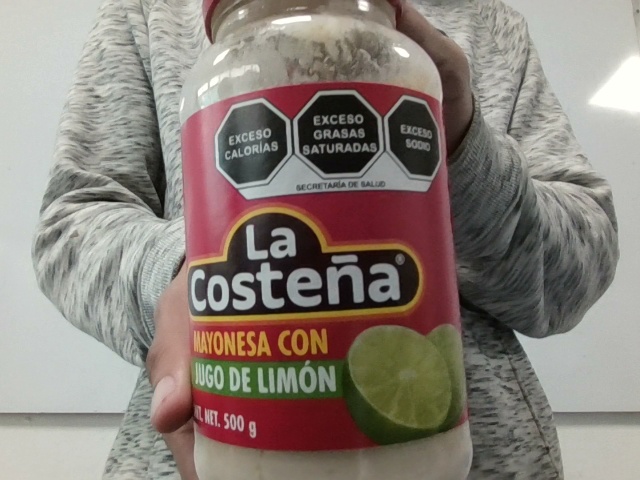 EXCESO
CALORÍAS
EXCESO
GRASAS
SATURADAS
EXCESO
SODIO
SECRETARÍA DE SALUD
La
Costeña®
MAYONESA CON
JUGO DE LIMÓN
NET. 500 g